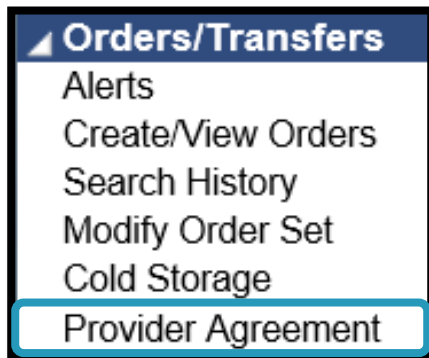 Orders/Transfers
Alerts
Create/View Orders
Search History
Modify Order Set
Cold Storage
Provider Agreement